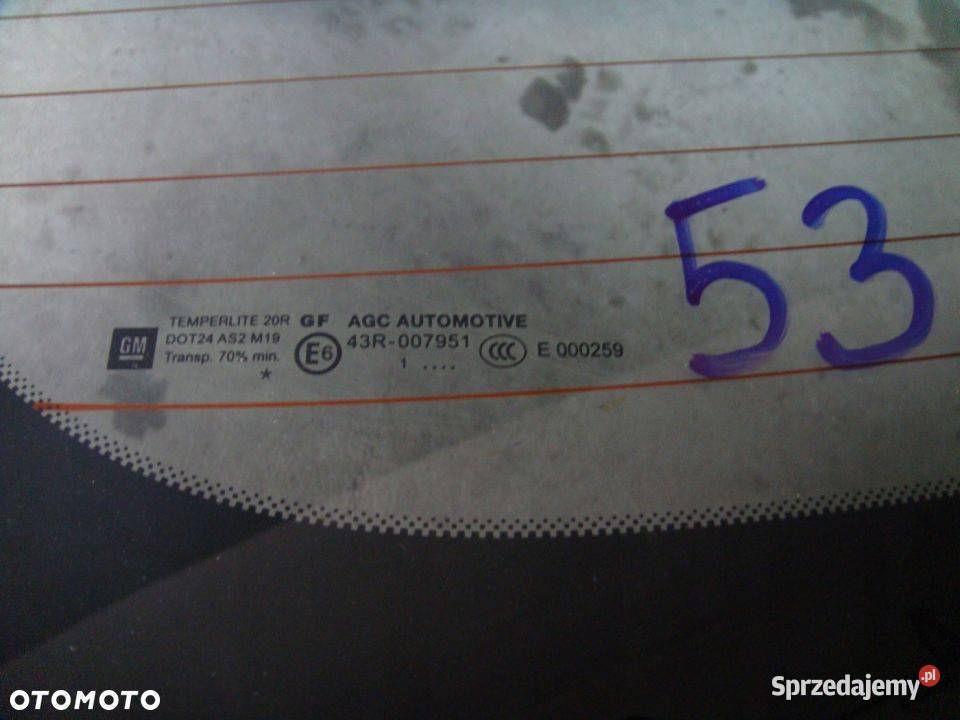 53
TEMPERLITE 20R GF AGC AUTOMOTIVE
GM DOT24 AS2 M19 E6 43R-007951 CCC E 000259
Transp. 70% min. 1 ....
*
OTOMOTO
Sprzedajemy.pl